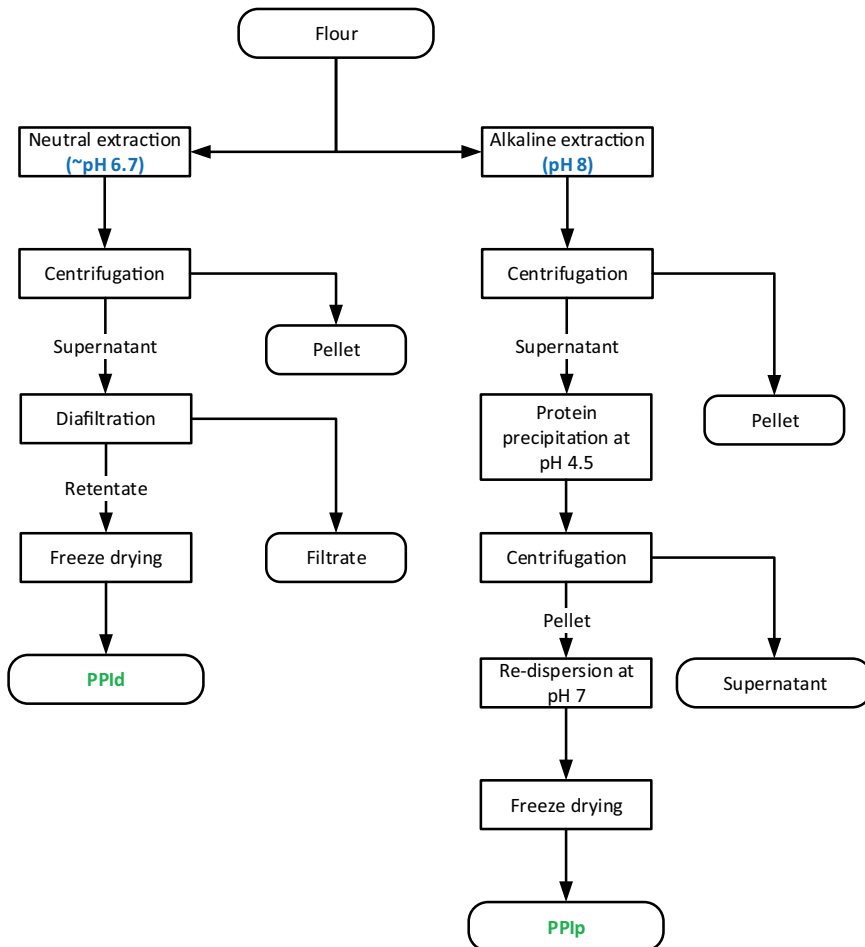 Flour
Neutral extraction
(~pH 6.7)
Centrifugation
Supernatant
Pellet
Diafiltration
Retentate
Freeze drying
Filtrate
PPId
Alkaline extraction
(pH 8)
Centrifugation
Supernatant
Pellet
Protein
precipitation at
pH 4.5
Centrifugation
Pellet
Re-dispersion at
pH 7
Supernatant
Freeze drying
PPIp